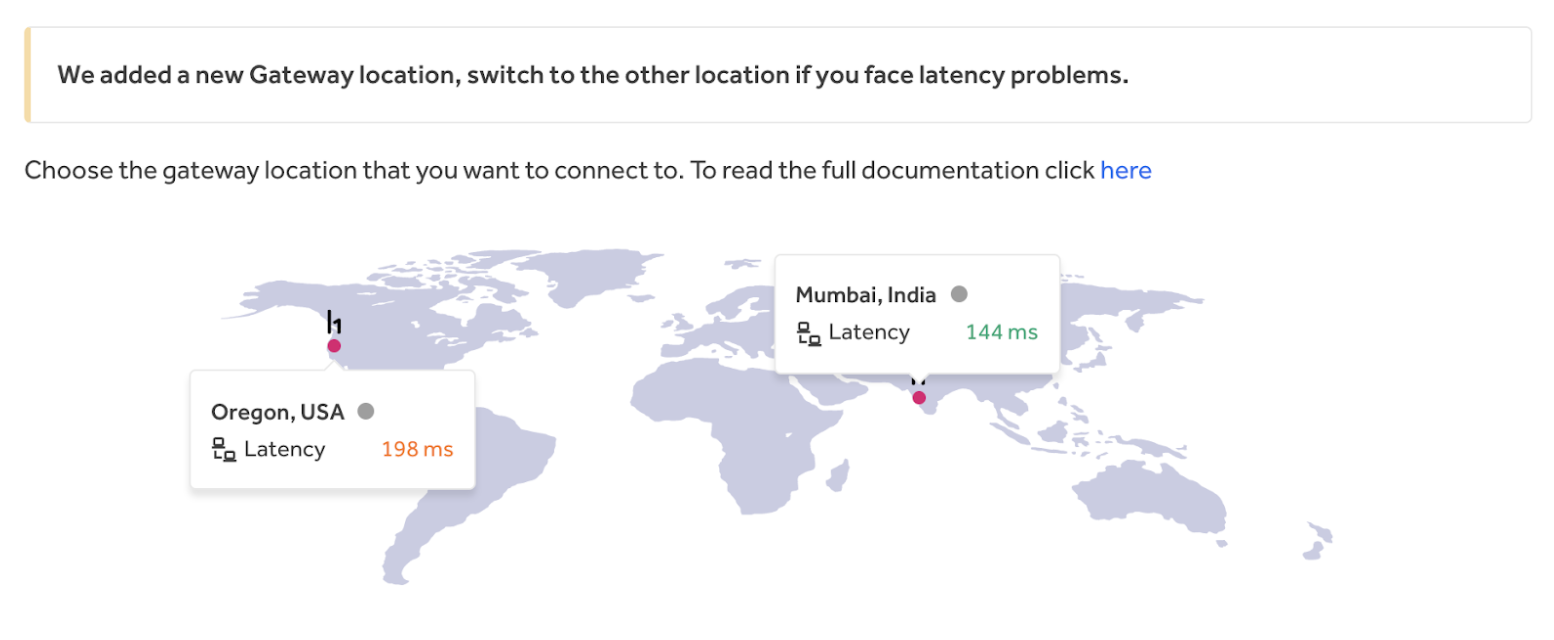 We added a new Gateway location, switch to the other location if you face latency problems.
Choose the gateway location that you want to connect to. To read the full documentation click here
Mumbai, India
Latency 144 ms
Oregon, USA
Latency 198 ms